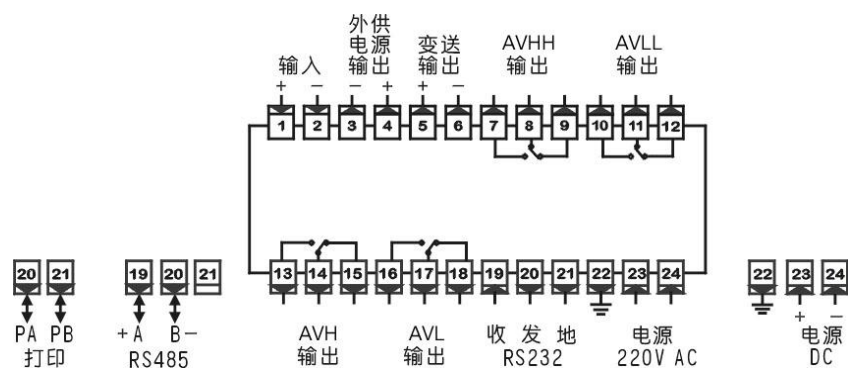 外供
电源 变送 AVHH AVLL
输入 输出 输出 输出 输出
+ − − + + −
1 2 3 4 5 6 7 8 9 10 11 12
20 21 19 20 21 13 14 15 16 17 18 19 20 21 22 23 24 22 23 24
+ −
PA PB +A B− AVH AVL 收 发 地 电源 电源
打印 RS485 输出 输出 RS232 220V AC DC